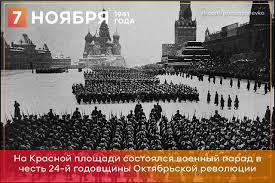 7 НОЯБРЯ 1941 ГОДА
На Красной площади состоялся военный парад в
честь 24-й годовщины Октябрьской революции